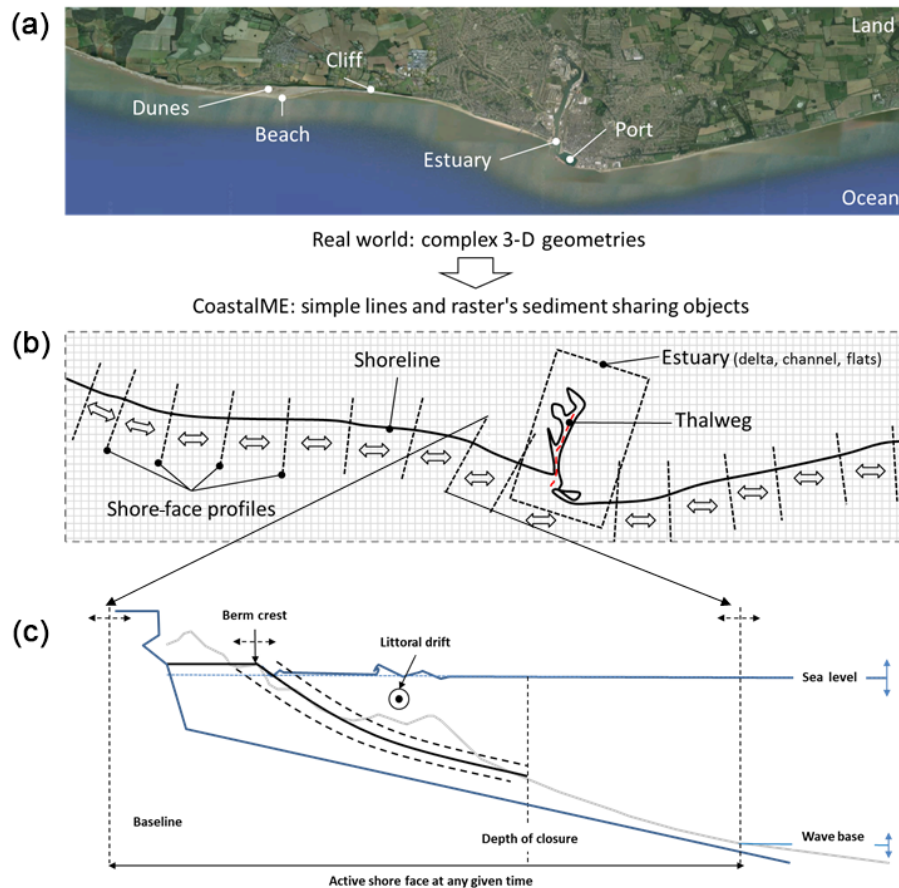 (a)
Land
Cliff
Dunes
Beach
Estuary
Port
Ocean
Real world: complex 3-D geometries
CoastalME: simple lines and raster's sediment sharing objects
(b)
Shoreline
Estuary (delta, channel, flats)
Thalweg
Shore-face profiles
(c)
Berm crest
Littoral drift
Sea level
Baseline
Depth of closure
Wave base
Active shore face at any given time